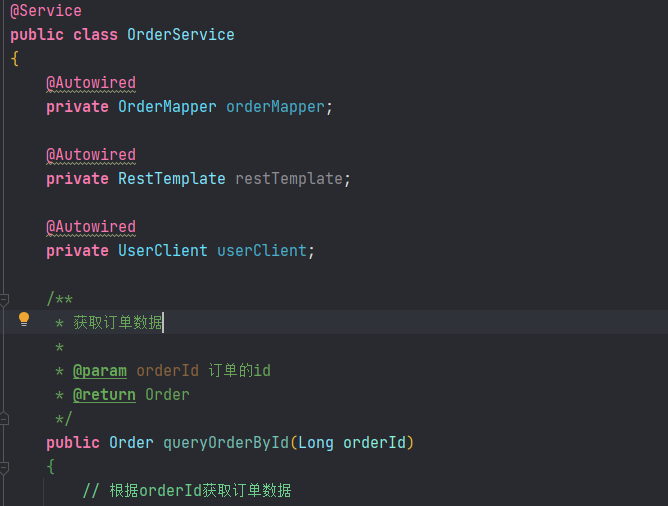 @Service
public class OrderService
{
@Autowired
private OrderMapper orderMapper;
@Autowired
private RestTemplate restTemplate;
@Autowired
private UserClient userClient;
/**
* 获取订单数据
*
* @param orderId 订单的id
* @return Order
*/
public Order queryOrderById(Long orderId)
{
// 根据orderId获取订单数据